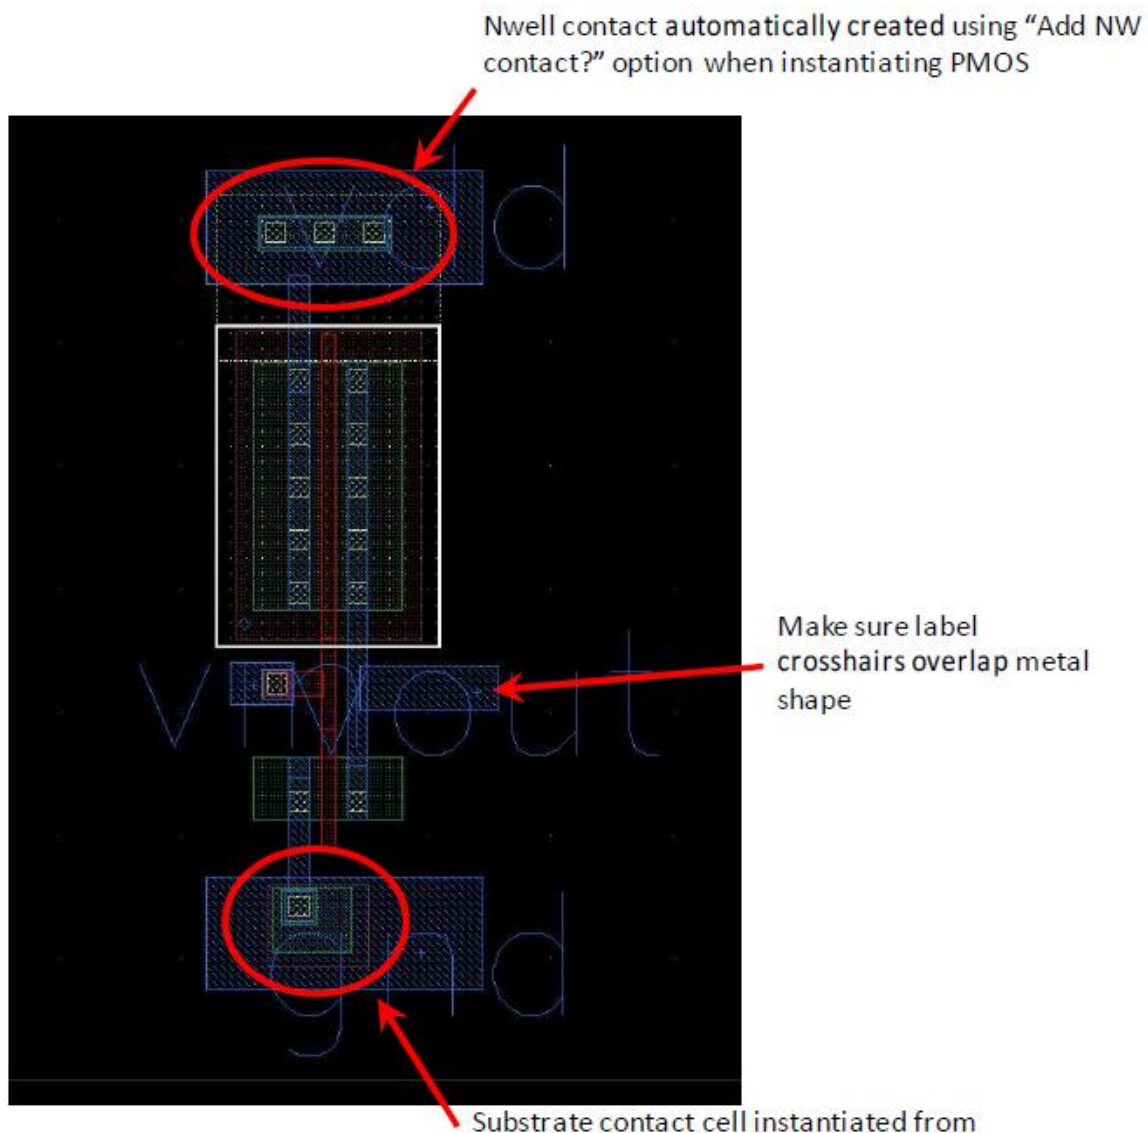 Nwell contact automatically created using “Add NW
contact?” option when instantiating PMOS
vdd
Make sure label
crosshairs overlap metal
shape
vin
vout
gnd
Substrate contact cell instantiated from